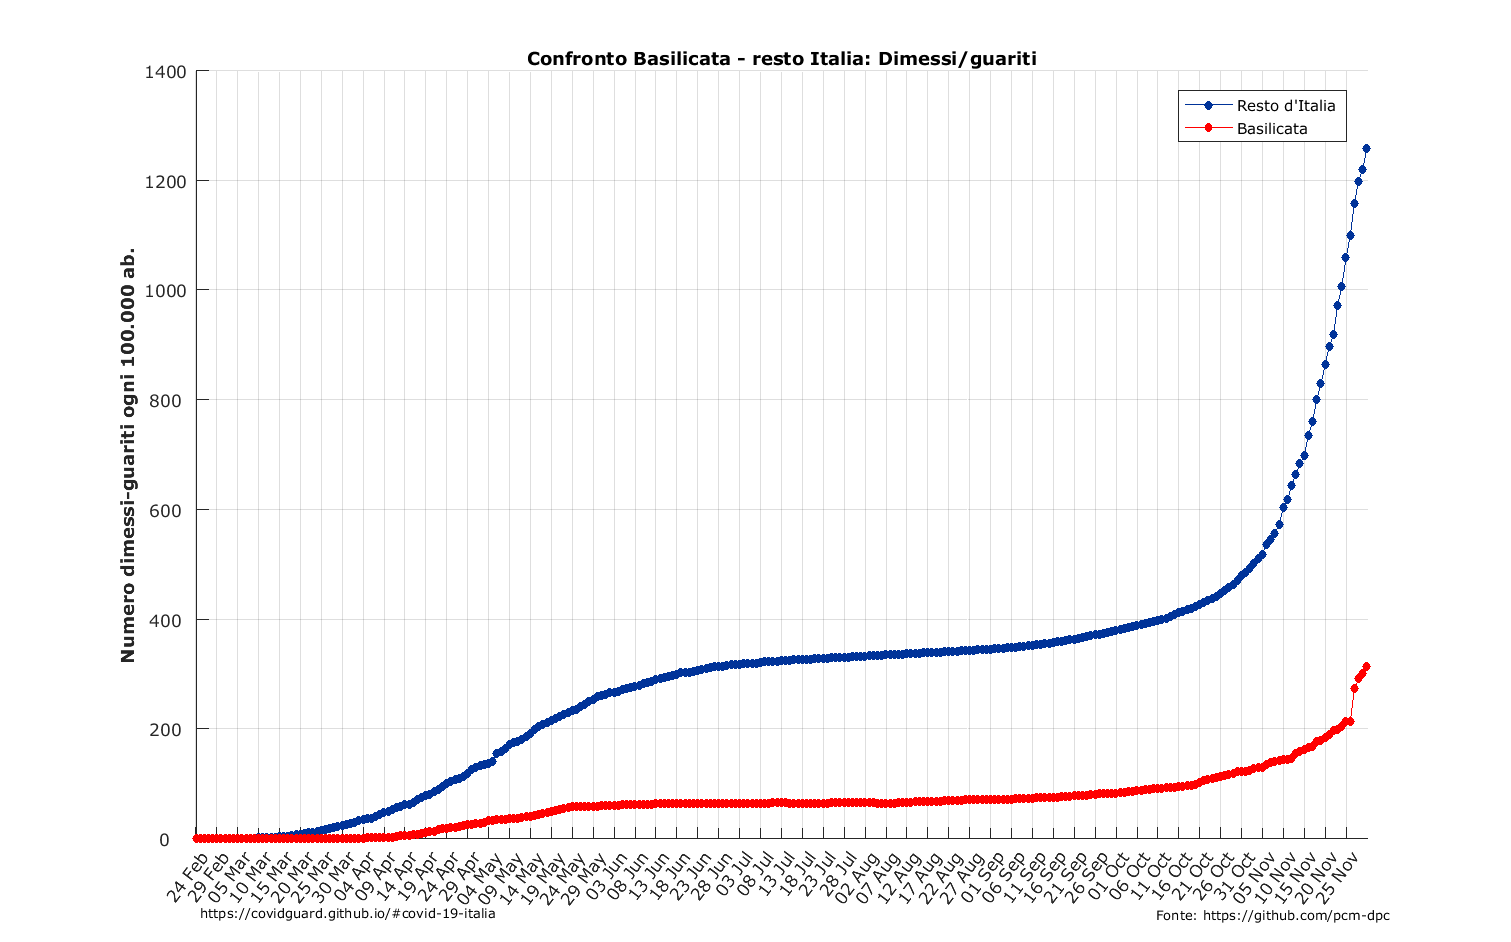 Confronto Basilicata - resto Italia: Dimessi/guariti
Numero dimessi-guariti ogni 100.000 ab.
1400
1200
1000
800
600
400
200
0
Resto d'Italia
Basilicata
24 Feb
29 Feb
05 Mar
10 Mar
15 Mar
20 Mar
25 Mar
30 Mar
04 Apr
09 Apr
14 Apr
19 Apr
24 Apr
29 Apr
04 May
09 May
14 May
19 May
24 May
29 May
03 Jun
08 Jun
13 Jun
18 Jun
23 Jun
28 Jun
03 Jul
08 Jul
13 Jul
18 Jul
23 Jul
28 Jul
02 Aug
07 Aug
12 Aug
17 Aug
22 Aug
27 Aug
01 Sep
06 Sep
11 Sep
16 Sep
21 Sep
26 Sep
01 Oct
06 Oct
11 Oct
16 Oct
21 Oct
26 Oct
31 Oct
05 Nov
10 Nov
15 Nov
20 Nov
25 Nov
https://covidguard.github.io/#covid-19-italia
Fonte: https://github.com/pcm-dpc